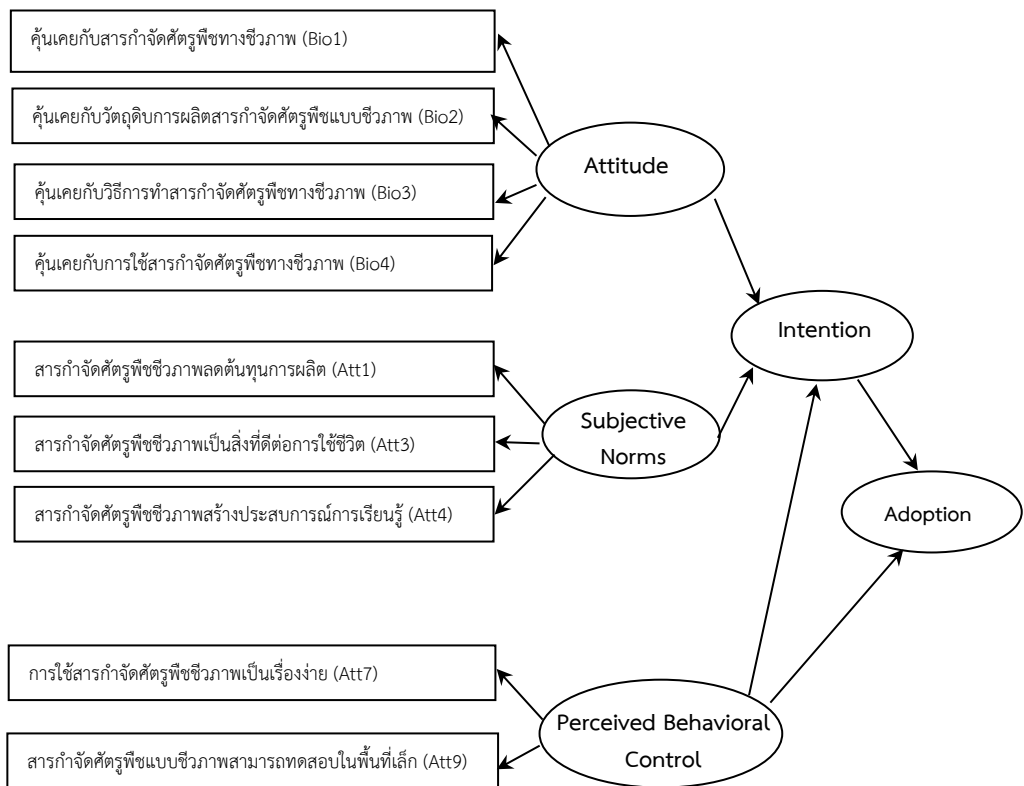 คุ้นเคยกับสารกำจัดศัตรูพืชทางชีวภาพ (Bio1)
คุ้นเคยกับวัตถุดิบการผลิตสารกำจัดศัตรูพืชแบบชีวภาพ (Bio2)
คุ้นเคยกับวิธีการทำสารกำจัดศัตรูพืชทางชีวภาพ (Bio3)
คุ้นเคยกับการใช้สารกำจัดศัตรูพืชทางชีวภาพ (Bio4)
Attitude
Intention
สารกำจัดศัตรูพืชชีวภาพลดต้นทุนการผลิต (Att1)
สารกำจัดศัตรูพืชชีวภาพเป็นสิ่งที่ดีต่อการใช้ชีวิต (Att3)
สารกำจัดศัตรูพืชชีวภาพสร้างประสบการณ์การเรียนรู้ (Att4)
Subjective
Norms
Adoption
การใช้สารกำจัดศัตรูพืชชีวภาพเป็นเรื่องง่าย (Att7)
สารกำจัดศัตรูพืชแบบชีวภาพสามารถทดสอบในพื้นที่เล็ก (Att9)
Perceived Behavioral
Control